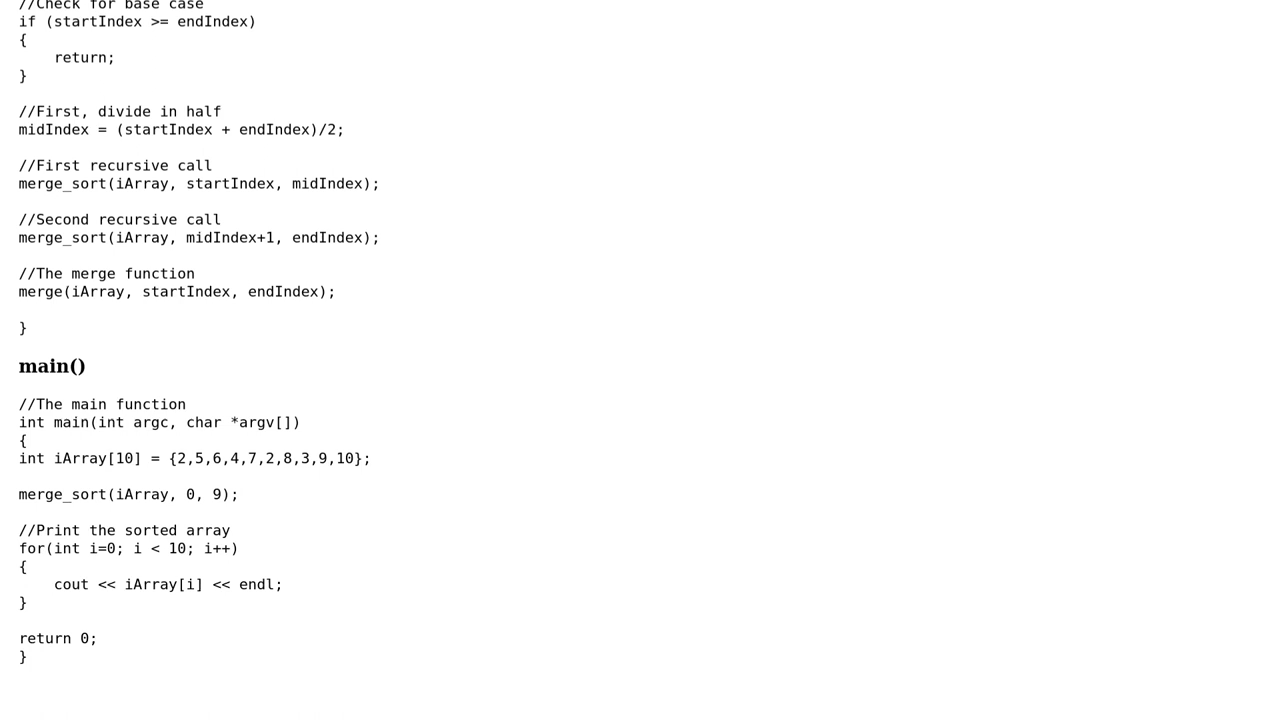 //Check for base case
if (startIndex >= endIndex)
{
    return;
}

//First, divide in half
midIndex = (startIndex + endIndex)/2;

//First recursive call
merge_sort(iArray, startIndex, midIndex);

//Second recursive call
merge_sort(iArray, midIndex+1, endIndex);

//The merge function
merge(iArray, startIndex, endIndex);

}
main()
//The main function
int main(int argc, char *argv[])
{
int iArray[10] = {2,5,6,4,7,2,8,3,9,10};

merge_sort(iArray, 0, 9);

//Print the sorted array
for(int i=0; i < 10; i++)
{
    cout << iArray[i] << endl;
}

return 0;
}